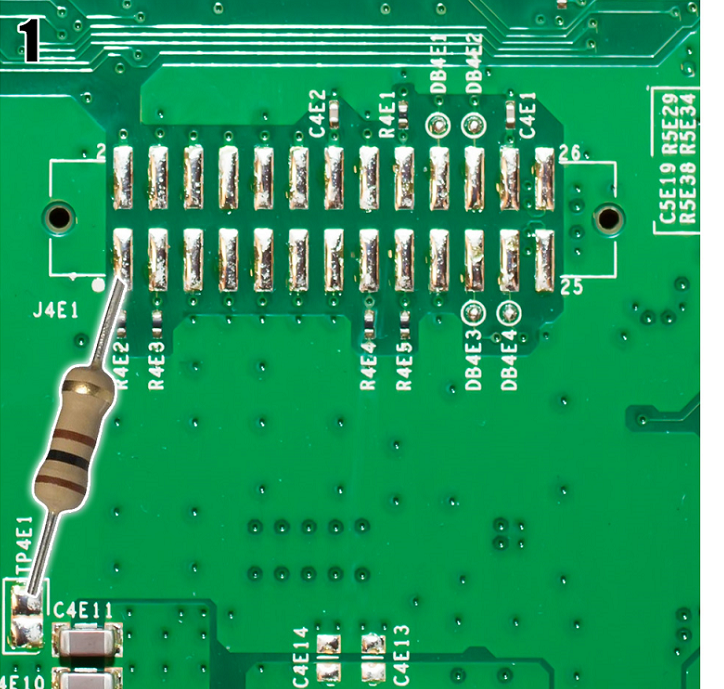 1
DB4E1
DB4E2
C4E2
R4E1
C4E1
C5E19 R5E29
R5E38 R5E34
2
26
25
J4E1
R4E2
R4E3
R4E4
R4E5
DB4E3
DB4E4
TP4E1
C4E11
C4E14
C4E13
4E10